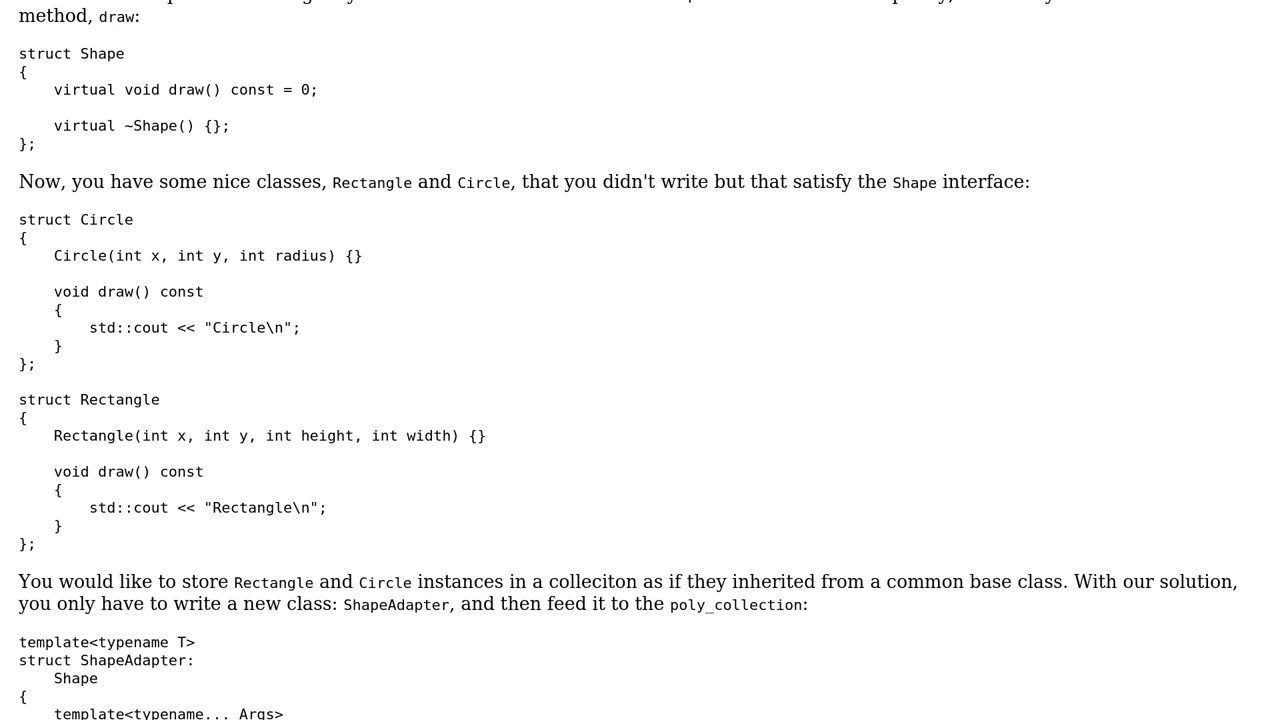 method, draw:
struct Shape
{
    virtual void draw() const = 0;
    virtual ~Shape() {};
};
Now, you have some nice classes, Rectangle and Circle, that you didn't write but that satisfy the Shape interface:
struct Circle
{
    Circle(int x, int y, int radius) {}
    void draw() const
    {
        std::cout << "Circle\n";
    }
};
struct Rectangle
{
    Rectangle(int x, int y, int height, int width) {}
    void draw() const
    {
        std::cout << "Rectangle\n";
    }
};
You would like to store Rectangle and Circle instances in a colleciton as if they inherited from a common base class. With our solution,
you only have to write a new class: ShapeAdapter, and then feed it to the poly_collection:
template<typename T>
struct ShapeAdapter:
    Shape
{
    template<typename... Args>